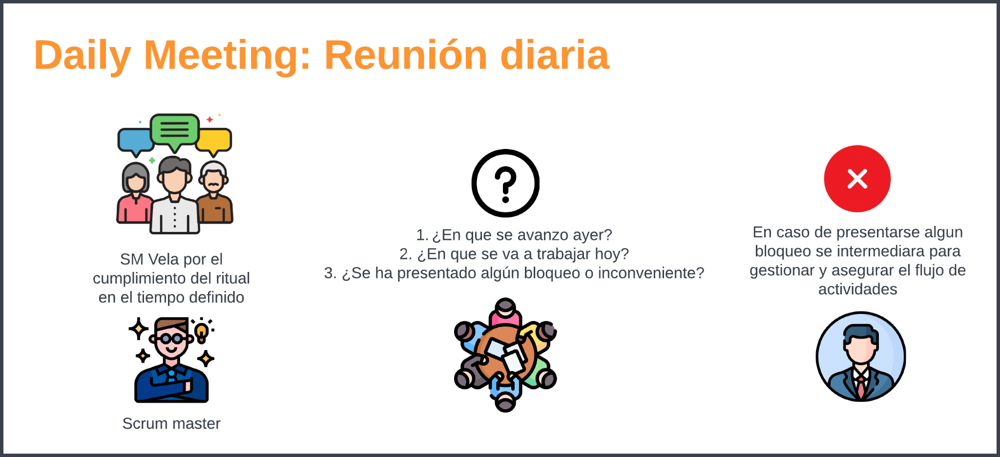 Daily Meeting: Reunión diaria
SM Vela por el
cumplimiento del ritual
en el tiempo definido
Scrum master
1. ¿En que se avanzo ayer?
2. ¿En que se va a trabajar hoy?
3. ¿Se ha presentado algún bloqueo o inconveniente?
En caso de presentarse algun
bloqueo se intermediara para
gestionar y asegurar el flujo de
actividades